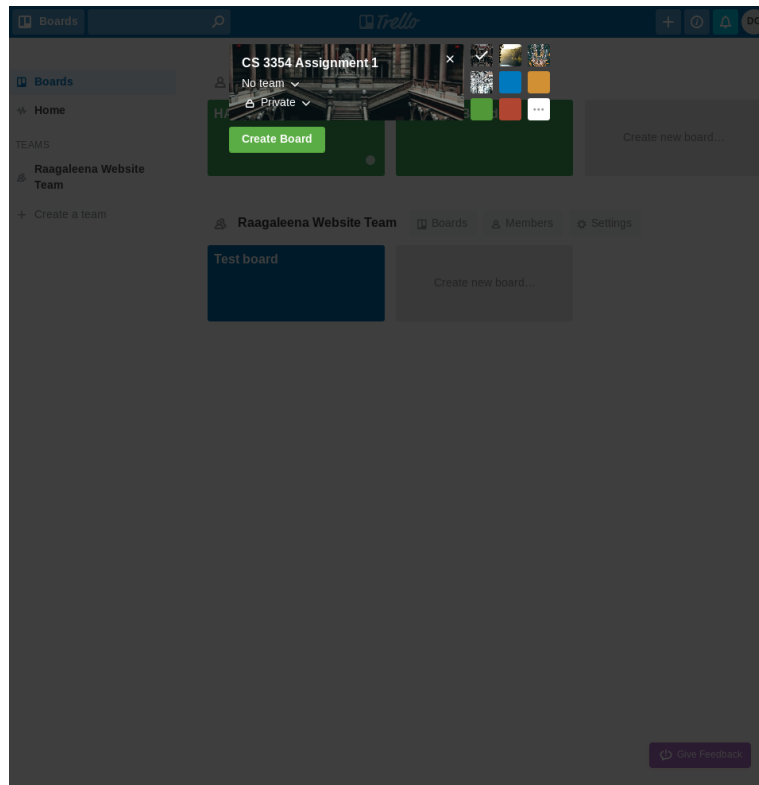 Boards
Trello
DC
CS 3354 Assignment 1
No team
Private
Create Board
Boards
Home
TEAMS
Raagaleena Website
Team
Create a team
Create new board…
Raagaleena Website Team
Boards
Members
Settings
Test board
Create new board…
Give Feedback